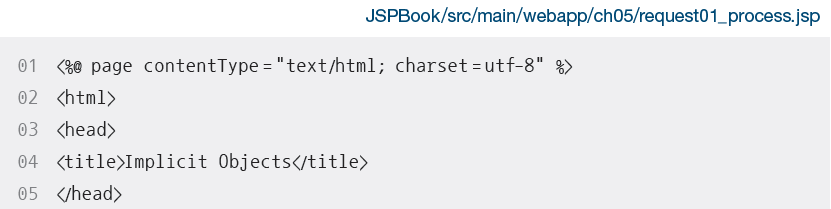 JSPBook/src/main/webapp/ch05/request01_process.jsp
01 <%@ page contentType="text/html; charset=utf-8" %>
02 <html>
03 <head>
04 <title>Implicit Objects</title>
05 </head>